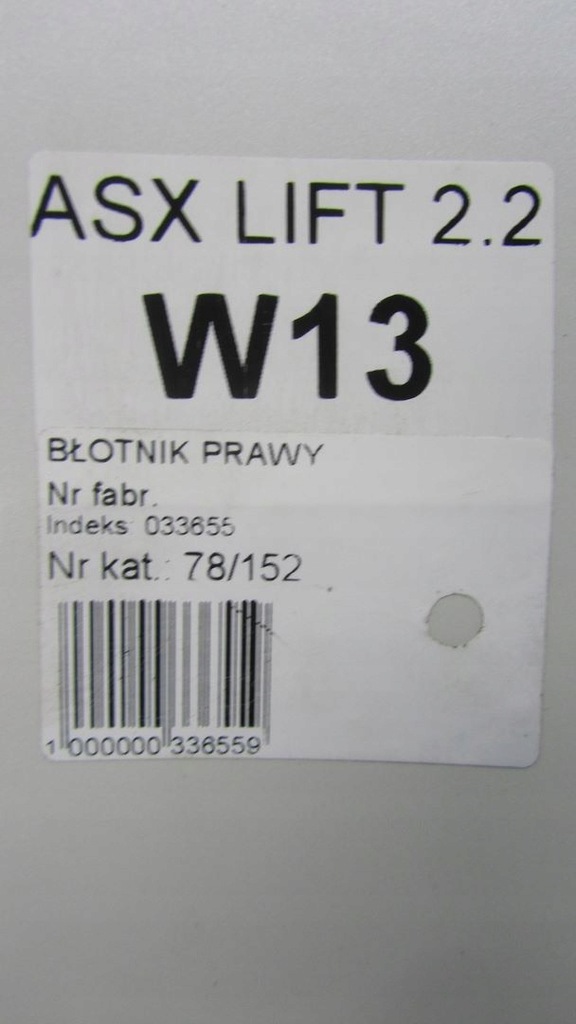 ASX LIFT 2.2
W13
BŁOTNIK PRAWY
Nr fabr.
Indeks: 033655
Nr kat.: 78/152
1 000000 336559